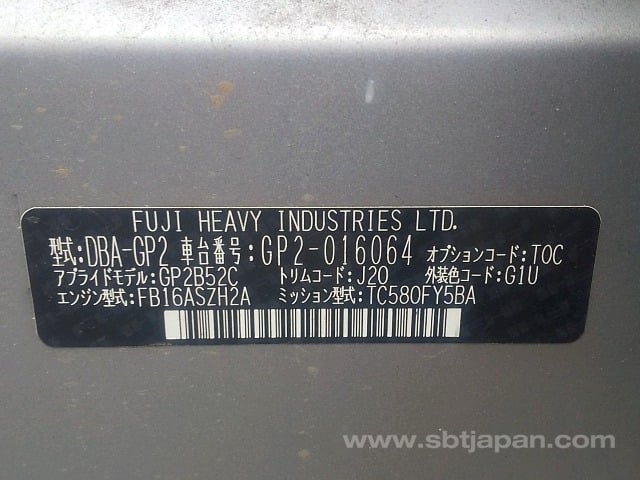 FUJI HEAVY INDUSTRIES LTD.
型式:DBA-GP2 車台番号:GP2-016064 オプションコード:TOC
アプライドモデル:GP2B52C トリムコード:J20 外装色コード:G1U
エンジン型式:FB16ASZH2A ミッション型式:TC580FY5BA
www.sbtjapan.com